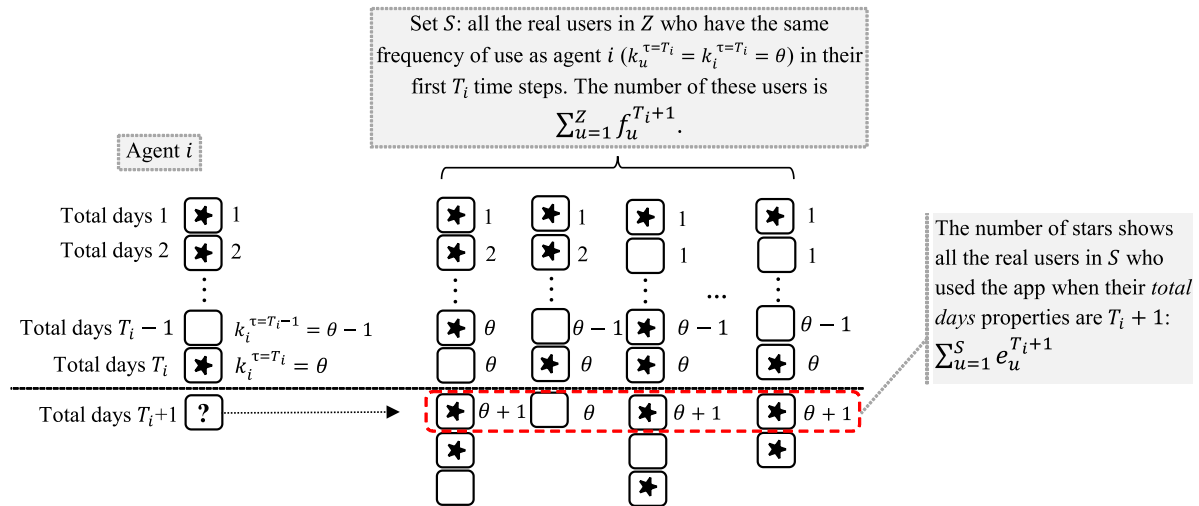 Set S: all the real users in Z who have the same
frequency of use as agent i (k_u^{τ=T_i} = k_i^{τ=T_i} = θ) in their
first T_i time steps. The number of these users is
∑_{u=1}^{Z} f_u^{T_i+1}.
Agent i
Total days 1 1 1 1 1 1
Total days 2 2 2 2 1 1
...
Total days T_i − 1 k_i^{τ=T_i−1} = θ − 1 θ θ − 1 θ − 1 θ − 1
Total days T_i k_i^{τ=T_i} = θ θ θ θ θ
Total days T_i+1 ? θ + 1 θ θ + 1 θ + 1
The number of stars shows
all the real users in S who
used the app when their total
days properties are T_i + 1:
∑_{u=1}^{S} e_u^{T_i+1}